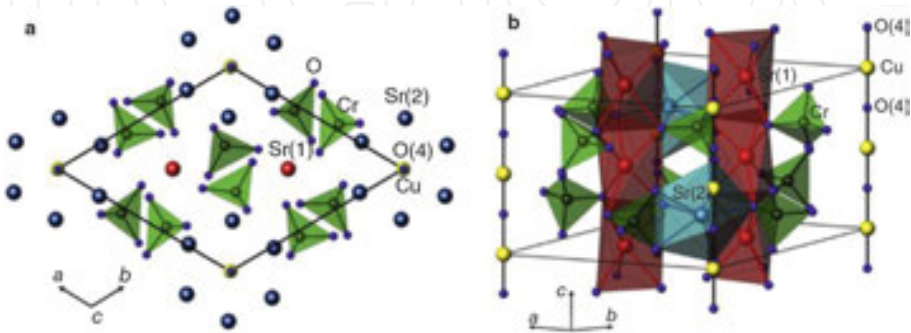 a
O
Cr
Sr(2)
Sr(1)
O(4)
Cu
a
b
c
b
O(4)
Sr(1)
Cu
O(4)
Cr
Sr(2)
c
a
b